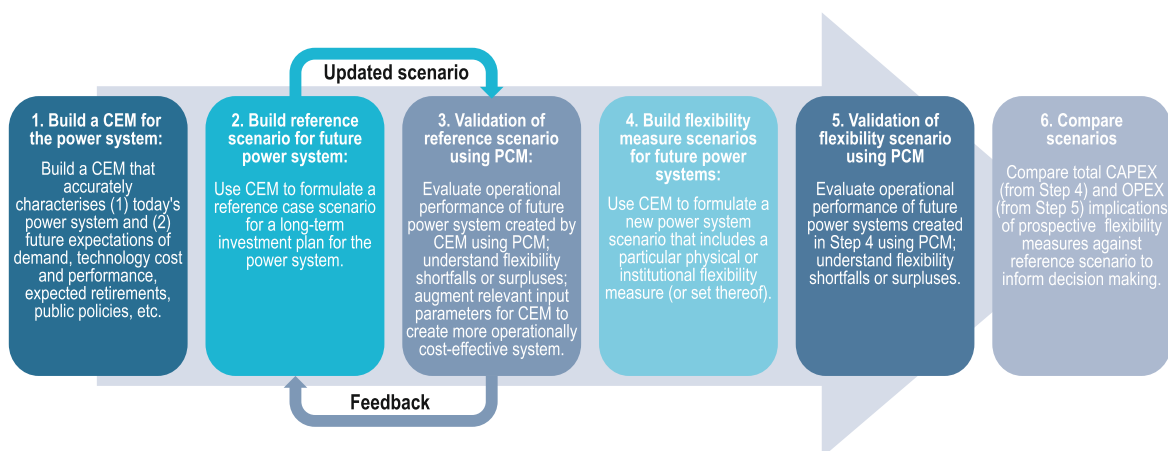 Updated scenario
1. Build a CEM for
the power system:
Build a CEM that
accurately
characterises (1) today's
power system and (2)
future expectations of
demand, technology cost
and performance,
expected retirements,
public policies, etc.
2. Build reference
scenario for future
power system:
Use CEM to formulate a
reference case scenario
for a long-term
investment plan for the
power system.
3. Validation of
reference scenario
using PCM:
Evaluate operational
performance of future
power system created by
CEM using PCM;
understand flexibility
shortfalls or surpluses;
augment relevant input
parameters for CEM to
create more operationally
cost-effective system.
4. Build flexibility
measure scenarios
for future power
systems:
Use CEM to formulate a
new power system
scenario that includes a
particular physical or
institutional flexibility
measure (or set thereof).
5. Validation of
flexibility scenario
using PCM
Evaluate operational
performance of future
power systems created
in Step 4 using PCM;
understand flexibility
shortfalls or surpluses.
6. Compare
scenarios
Compare total CAPEX
(from Step 4) and OPEX
(from Step 5) implications
of prospective flexibility
measures against
reference scenario to
inform decision making.
Feedback